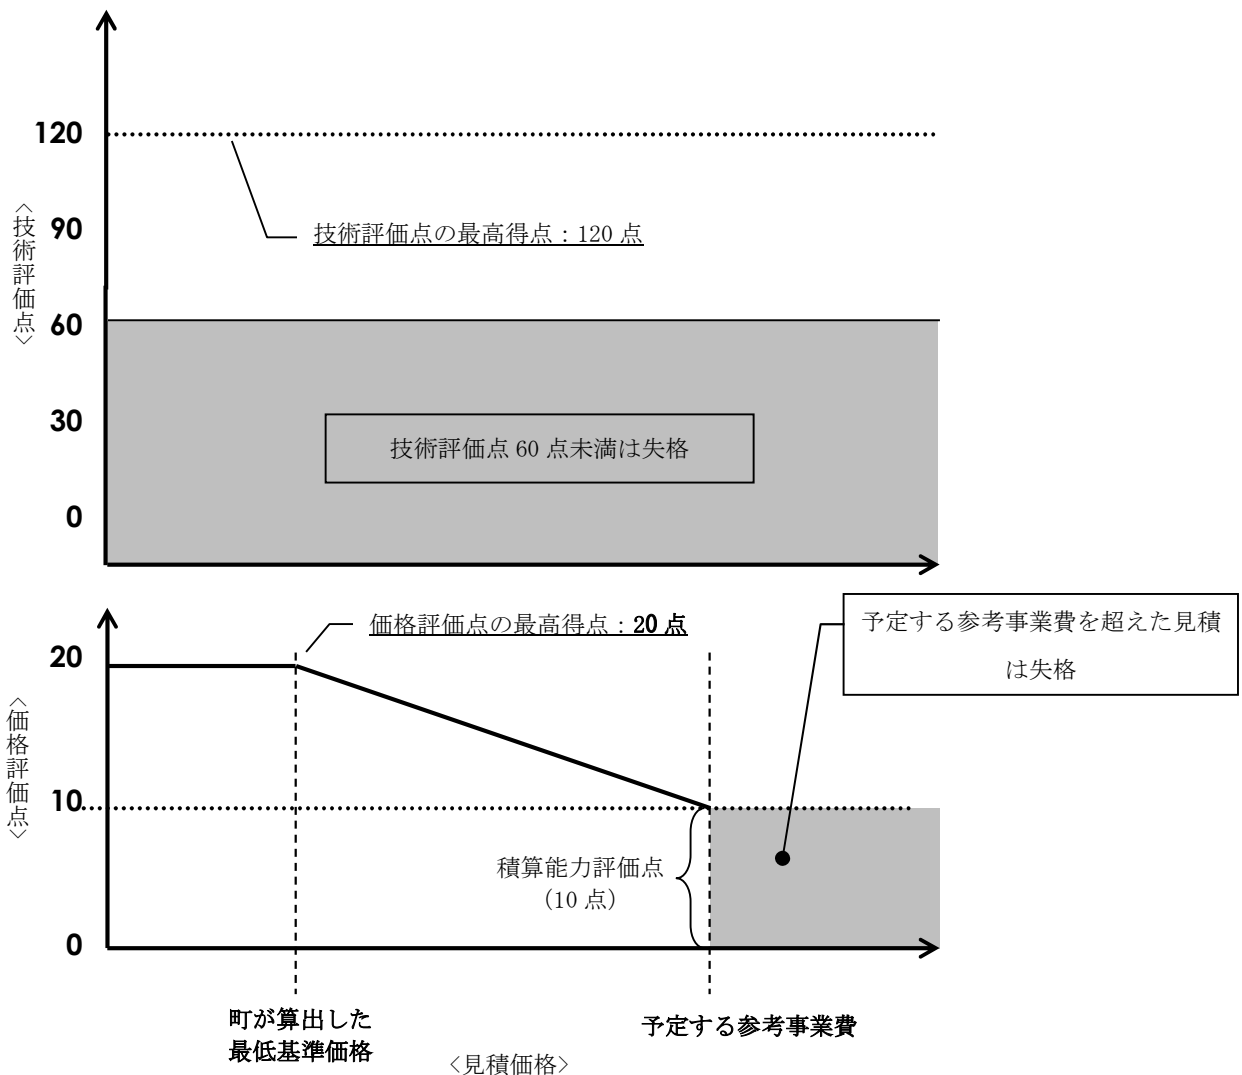 120
技術評価点の最高得点：120 点
90
〈技術評価点〉
60
30
技術評価点 60 点未満は失格
0
価格評価点の最高得点：20 点
予定する参考事業費を超えた見積
は失格
20
〈価格評価点〉
10
積算能力評価点
（10 点）
0
町が算出した
最低基準価格
予定する参考事業費
〈見積価格〉